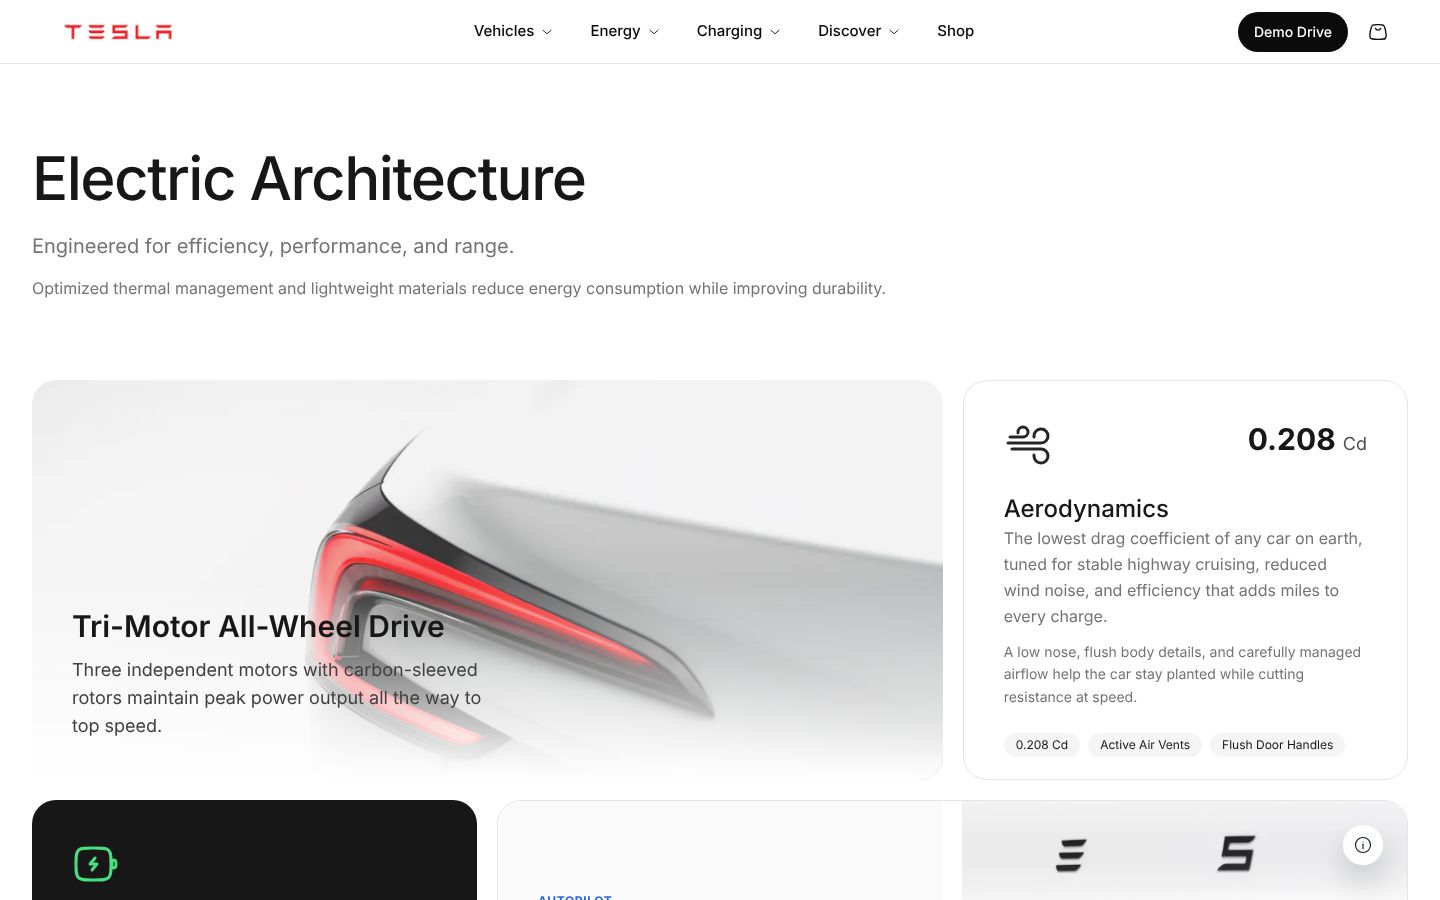 TESLA
Vehicles
Energy
Charging
Discover
Shop
Demo Drive
Electric Architecture
Engineered for efficiency, performance, and range.
Optimized thermal management and lightweight materials reduce energy consumption while improving durability.
Tri-Motor All-Wheel Drive
Three independent motors with carbon-sleeved
rotors maintain peak power output all the way to
top speed.
0.208 Cd
Aerodynamics
The lowest drag coefficient of any car on earth,
tuned for stable highway cruising, reduced
wind noise, and efficiency that adds miles to
every charge.
A low nose, flush body details, and carefully managed
airflow help the car stay planted while cutting
resistance at speed.
0.208 Cd
Active Air Vents
Flush Door Handles
AUTOPILOT
E S